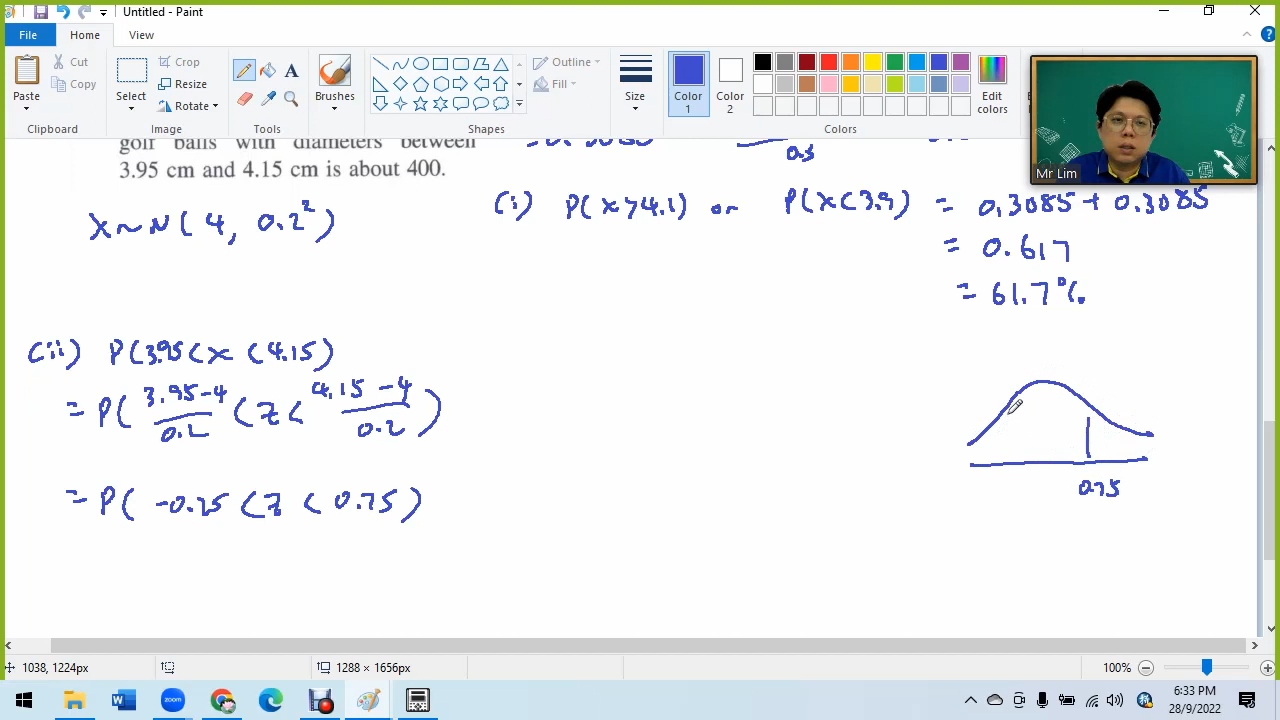 Untitled - Paint
File Home View
Paste Cut Copy Clipboard
Select Crop Resize Rotate Image
A Tools
Brushes
Outline Fill Shapes
Size
Color 1 Color 2 Edit colors Colors
Mr Lim
golf balls with diameters between
3.95 cm and 4.15 cm is about 400.
0.5
X~N(4, 0.2²)
(i) P(X>4.1) or P(X<3.9) = 0.3085 + 0.3085
= 0.617
= 61.7%
(ii) P(3.95<X<4.15)
= P( 3.95-4 / 0.2 < Z < 4.15-4 / 0.2 )
= P( -0.25 < Z < 0.75 )
0.75
1038, 1224px 1288 × 1656px 100%
W zoom
6:33 PM
28/9/2022